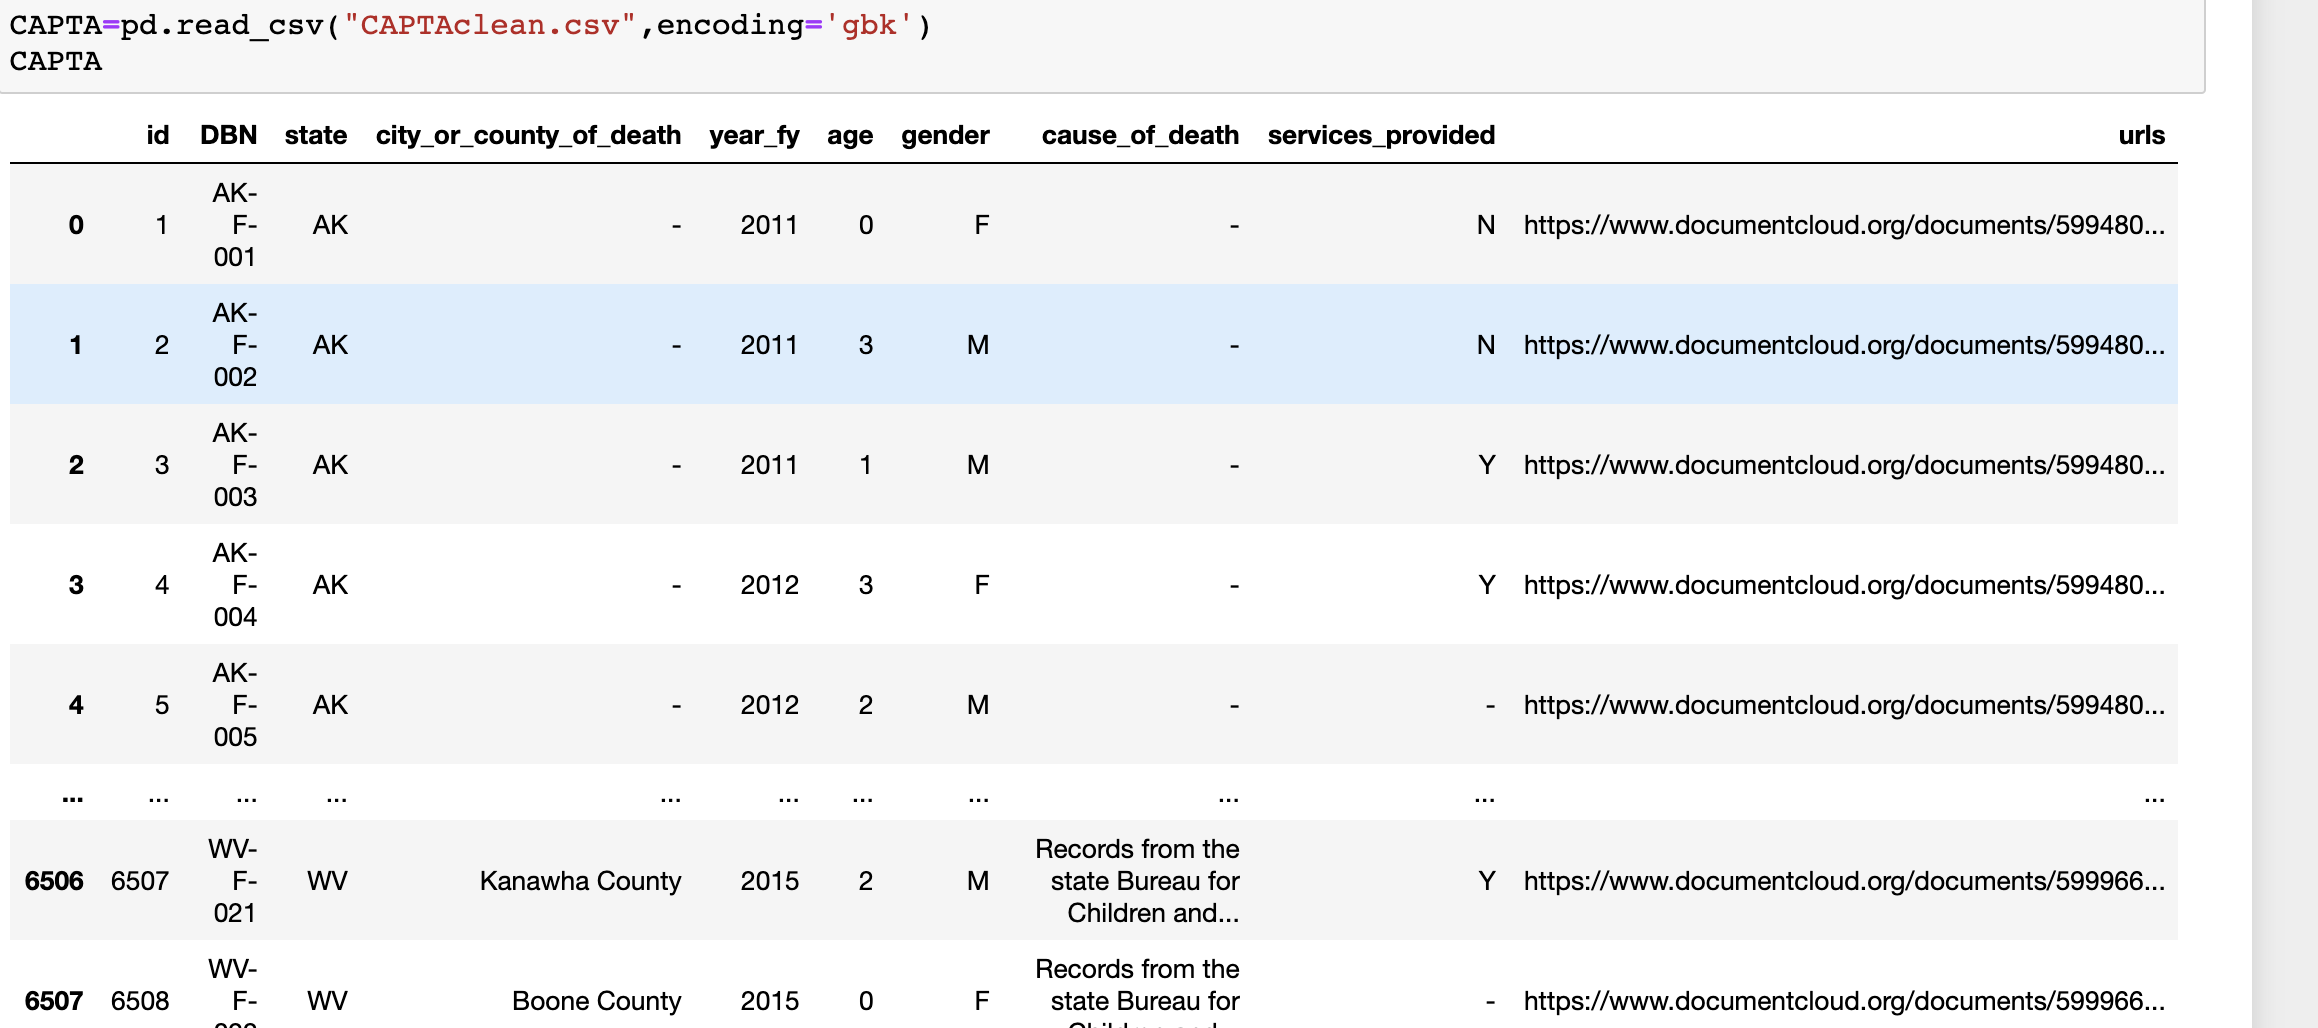 CAPTA=pd.read_csv("CAPTAclean.csv",encoding='gbk')
CAPTA
id DBN state city_or_county_of_death year_fy age gender cause_of_death services_provided urls
AK-
0 1 F- AK - 2011 0 F - N https://www.documentcloud.org/documents/599480...
001
AK-
1 2 F- AK - 2011 3 M - N https://www.documentcloud.org/documents/599480...
002
AK-
2 3 F- AK - 2011 1 M - Y https://www.documentcloud.org/documents/599480...
003
AK-
3 4 F- AK - 2012 3 F - Y https://www.documentcloud.org/documents/599480...
004
AK-
4 5 F- AK - 2012 2 M - - https://www.documentcloud.org/documents/599480...
005
... ... ... ... ... ... ... ... ... ... ...
WV- Records from the
6506 6507 F- WV Kanawha County 2015 2 M state Bureau for Y https://www.documentcloud.org/documents/599966...
021 Children and...
WV- Records from the
6507 6508 F- WV Boone County 2015 0 F state Bureau for - https://www.documentcloud.org/documents/599966...